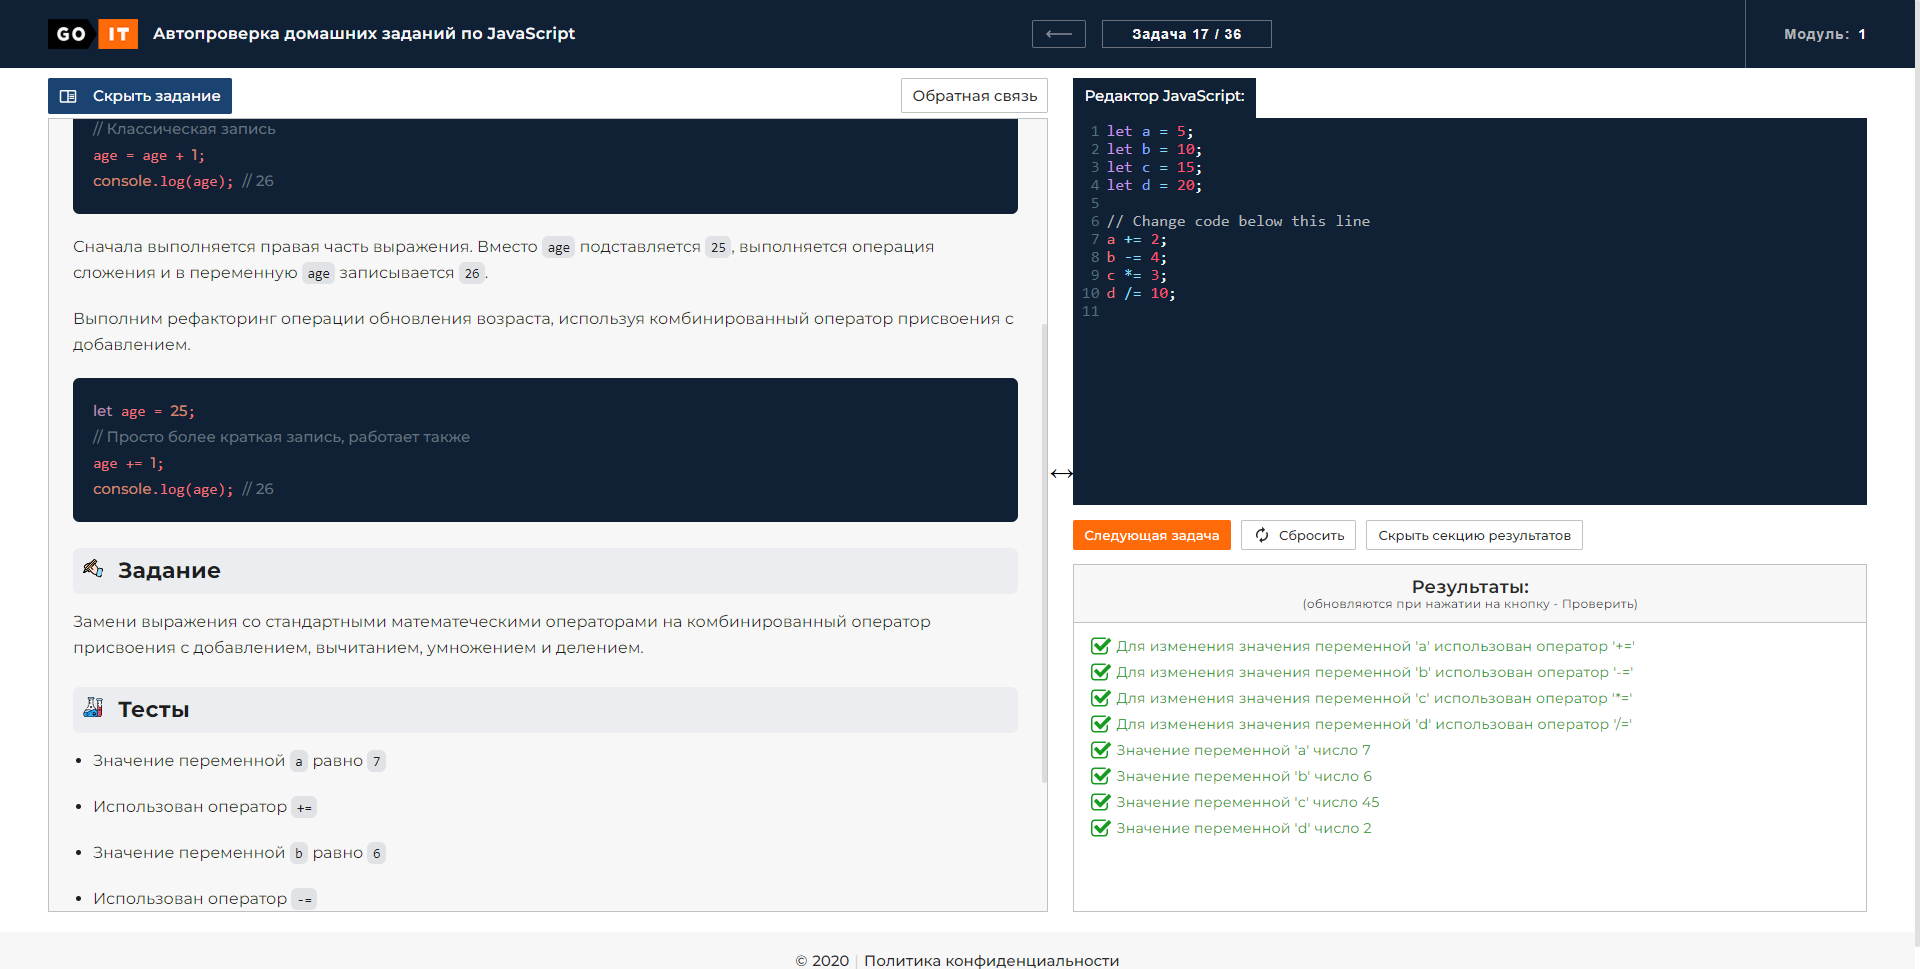 GO IT Автопроверка домашних заданий по JavaScript
Задача 17 / 36
Модуль: 1
Скрыть задание
Обратная связь
// Классическая запись
age = age + 1;
console.log(age); // 26
Сначала выполняется правая часть выражения. Вместо age подставляется 25, выполняется операция
сложения и в переменную age записывается 26.
Выполним рефакторинг операции обновления возраста, используя комбинированный оператор присвоения с
добавлением.
let age = 25;
// Просто более краткая запись, работает также
age += 1;
console.log(age); // 26
Задание
Замени выражения со стандартными математеческими операторами на комбинированный оператор
присвоения с добавлением, вычитанием, умножением и делением.
Тесты
• Значение переменной a равно 7
• Использован оператор +=
• Значение переменной b равно 6
• Использован оператор -=
Редактор JavaScript:
1 let a = 5;
2 let b = 10;
3 let c = 15;
4 let d = 20;
5
6 // Change code below this line
7 a += 2;
8 b -= 4;
9 c *= 3;
10 d /= 10;
11
Следующая задача
Сбросить
Скрыть секцию результатов
Результаты:
(обновляются при нажатии на кнопку - Проверить)
Для изменения значения переменной 'a' использован оператор '+='
Для изменения значения переменной 'b' использован оператор '-='
Для изменения значения переменной 'c' использован оператор '*='
Для изменения значения переменной 'd' использован оператор '/='
Значение переменной 'a' число 7
Значение переменной 'b' число 6
Значение переменной 'c' число 45
Значение переменной 'd' число 2
© 2020 | Политика конфиденциальности